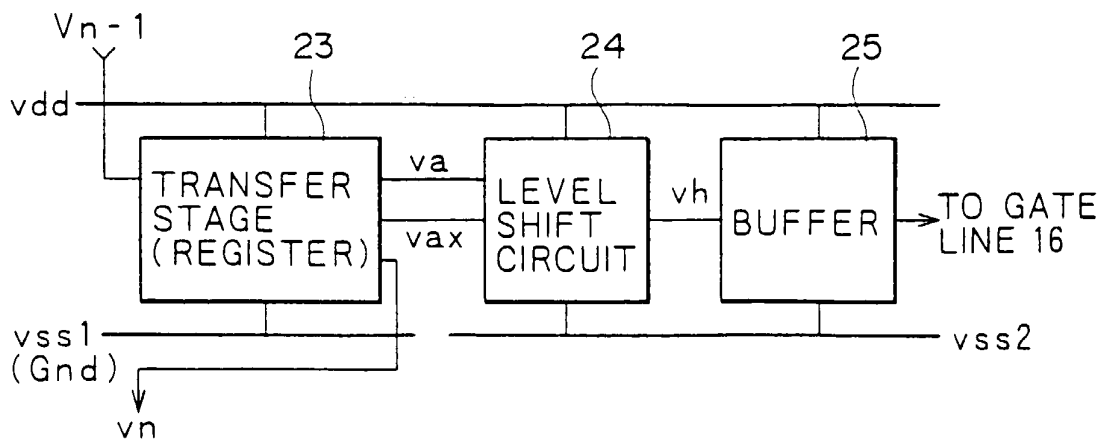 Vn-1
23
24
25
vdd
TRANSFER
STAGE
(REGISTER)
va
vax
LEVEL
SHIFT
CIRCUIT
vh
BUFFER
TO GATE
LINE 16
vss1
(Gnd)
vss2
vn